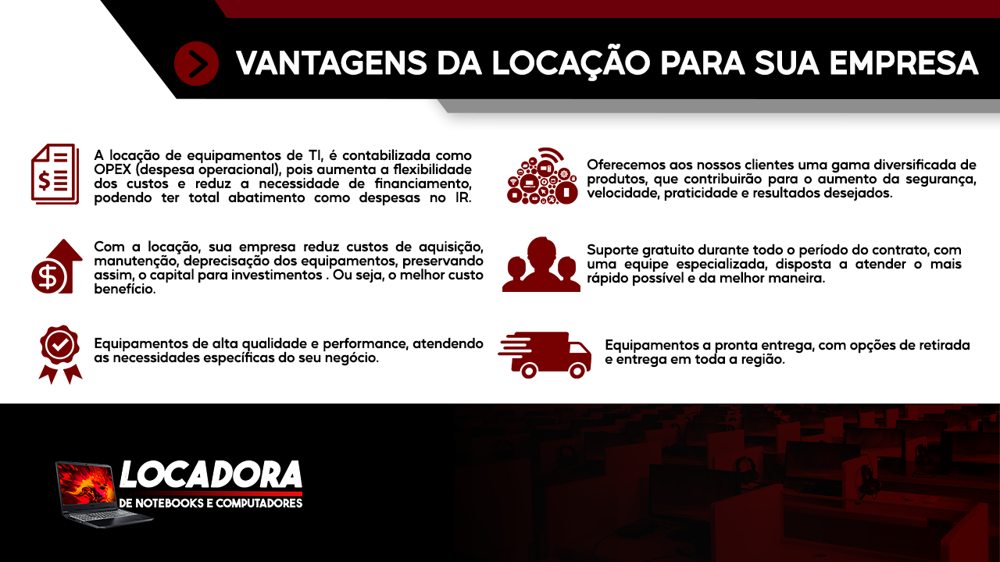 VANTAGENS DA LOCAÇÃO PARA SUA EMPRESA
A locação de equipamentos de TI, é contabilizada como
OPEX (despesa operacional), pois aumenta a flexibilidade
dos custos e reduz a necessidade de financiamento,
podendo ter total abatimento como despesas no IR.
Com a locação, sua empresa reduz custos de aquisição,
manutenção, deprecisação dos equipamentos, preservando
assim, o capital para investimentos . Ou seja, o melhor custo
benefício.
Equipamentos de alta qualidade e performance, atendendo
as necessidades específicas do seu negócio.
Oferecemos aos nossos clientes uma gama diversificada de
produtos, que contribuirão para o aumento da segurança,
velocidade, praticidade e resultados desejados.
Suporte gratuito durante todo o período do contrato, com
uma equipe especializada, disposta a atender o mais
rápido possível e da melhor maneira.
Equipamentos a pronta entrega, com opções de retirada
e entrega em toda a região.
LOCADORA
DE NOTEBOOKS E COMPUTADORES